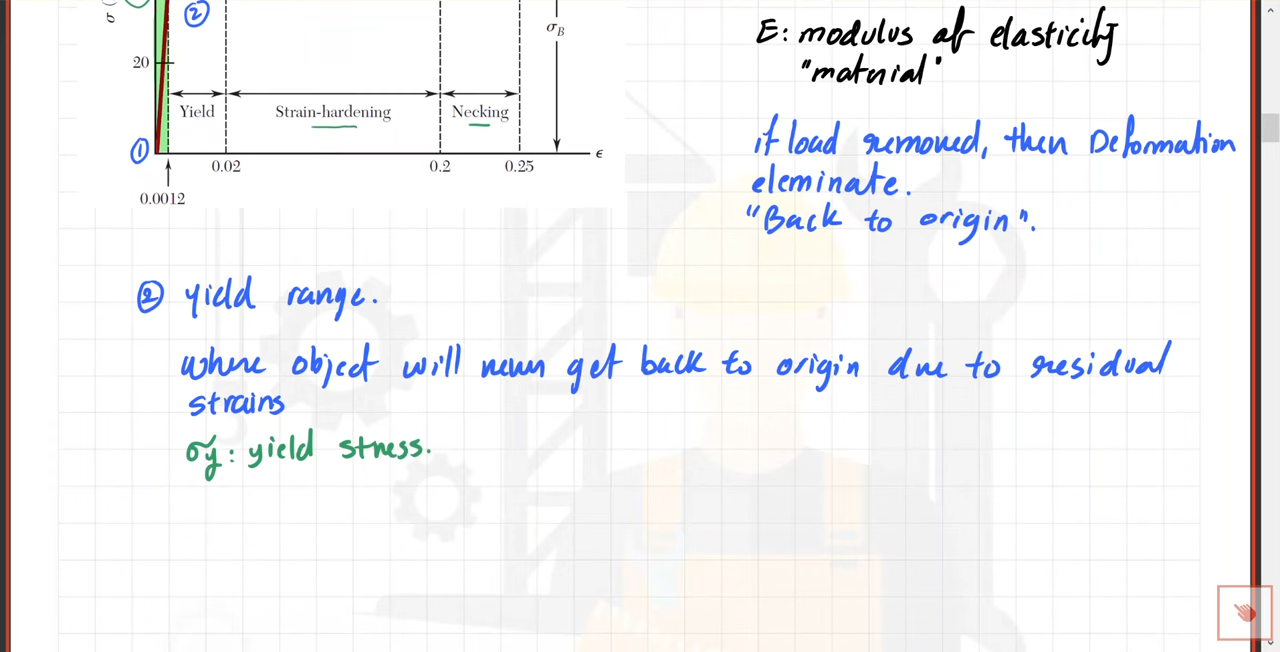 σ (
②
20
σB
Yield
Strain-hardening
Necking
①
ϵ
0.02
0.2
0.25
0.0012
E: modulus of elasticity
"material"
if load removed, then Deformation
eleminate.
"Back to origin".
② yield range.
where object will never get back to origin due to residual
strains
σy: yield stress.